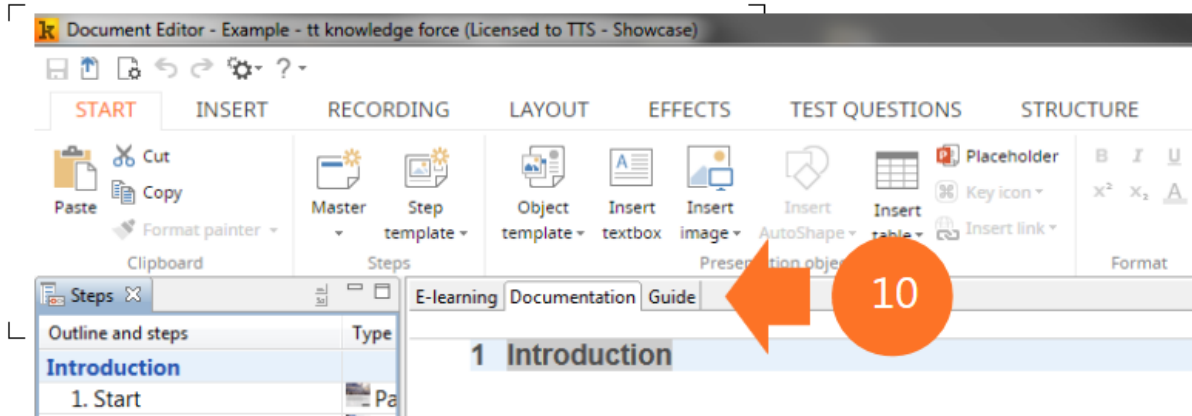 Document Editor - Example - tt knowledge force (Licensed to TTS - Showcase)
START INSERT RECORDING LAYOUT EFFECTS TEST QUESTIONS STRUCTURE
Cut
Copy
Format painter
Paste
Clipboard
Master
Step template
Steps
Object template
Insert textbox
Insert image
Insert AutoShape
Insert table
Placeholder
Key icon
Insert link
Presentation
B I U
x² x₂ A
Format
Steps
E-learning Documentation Guide
10
Outline and steps Type
Introduction
1. Start
1 Introduction